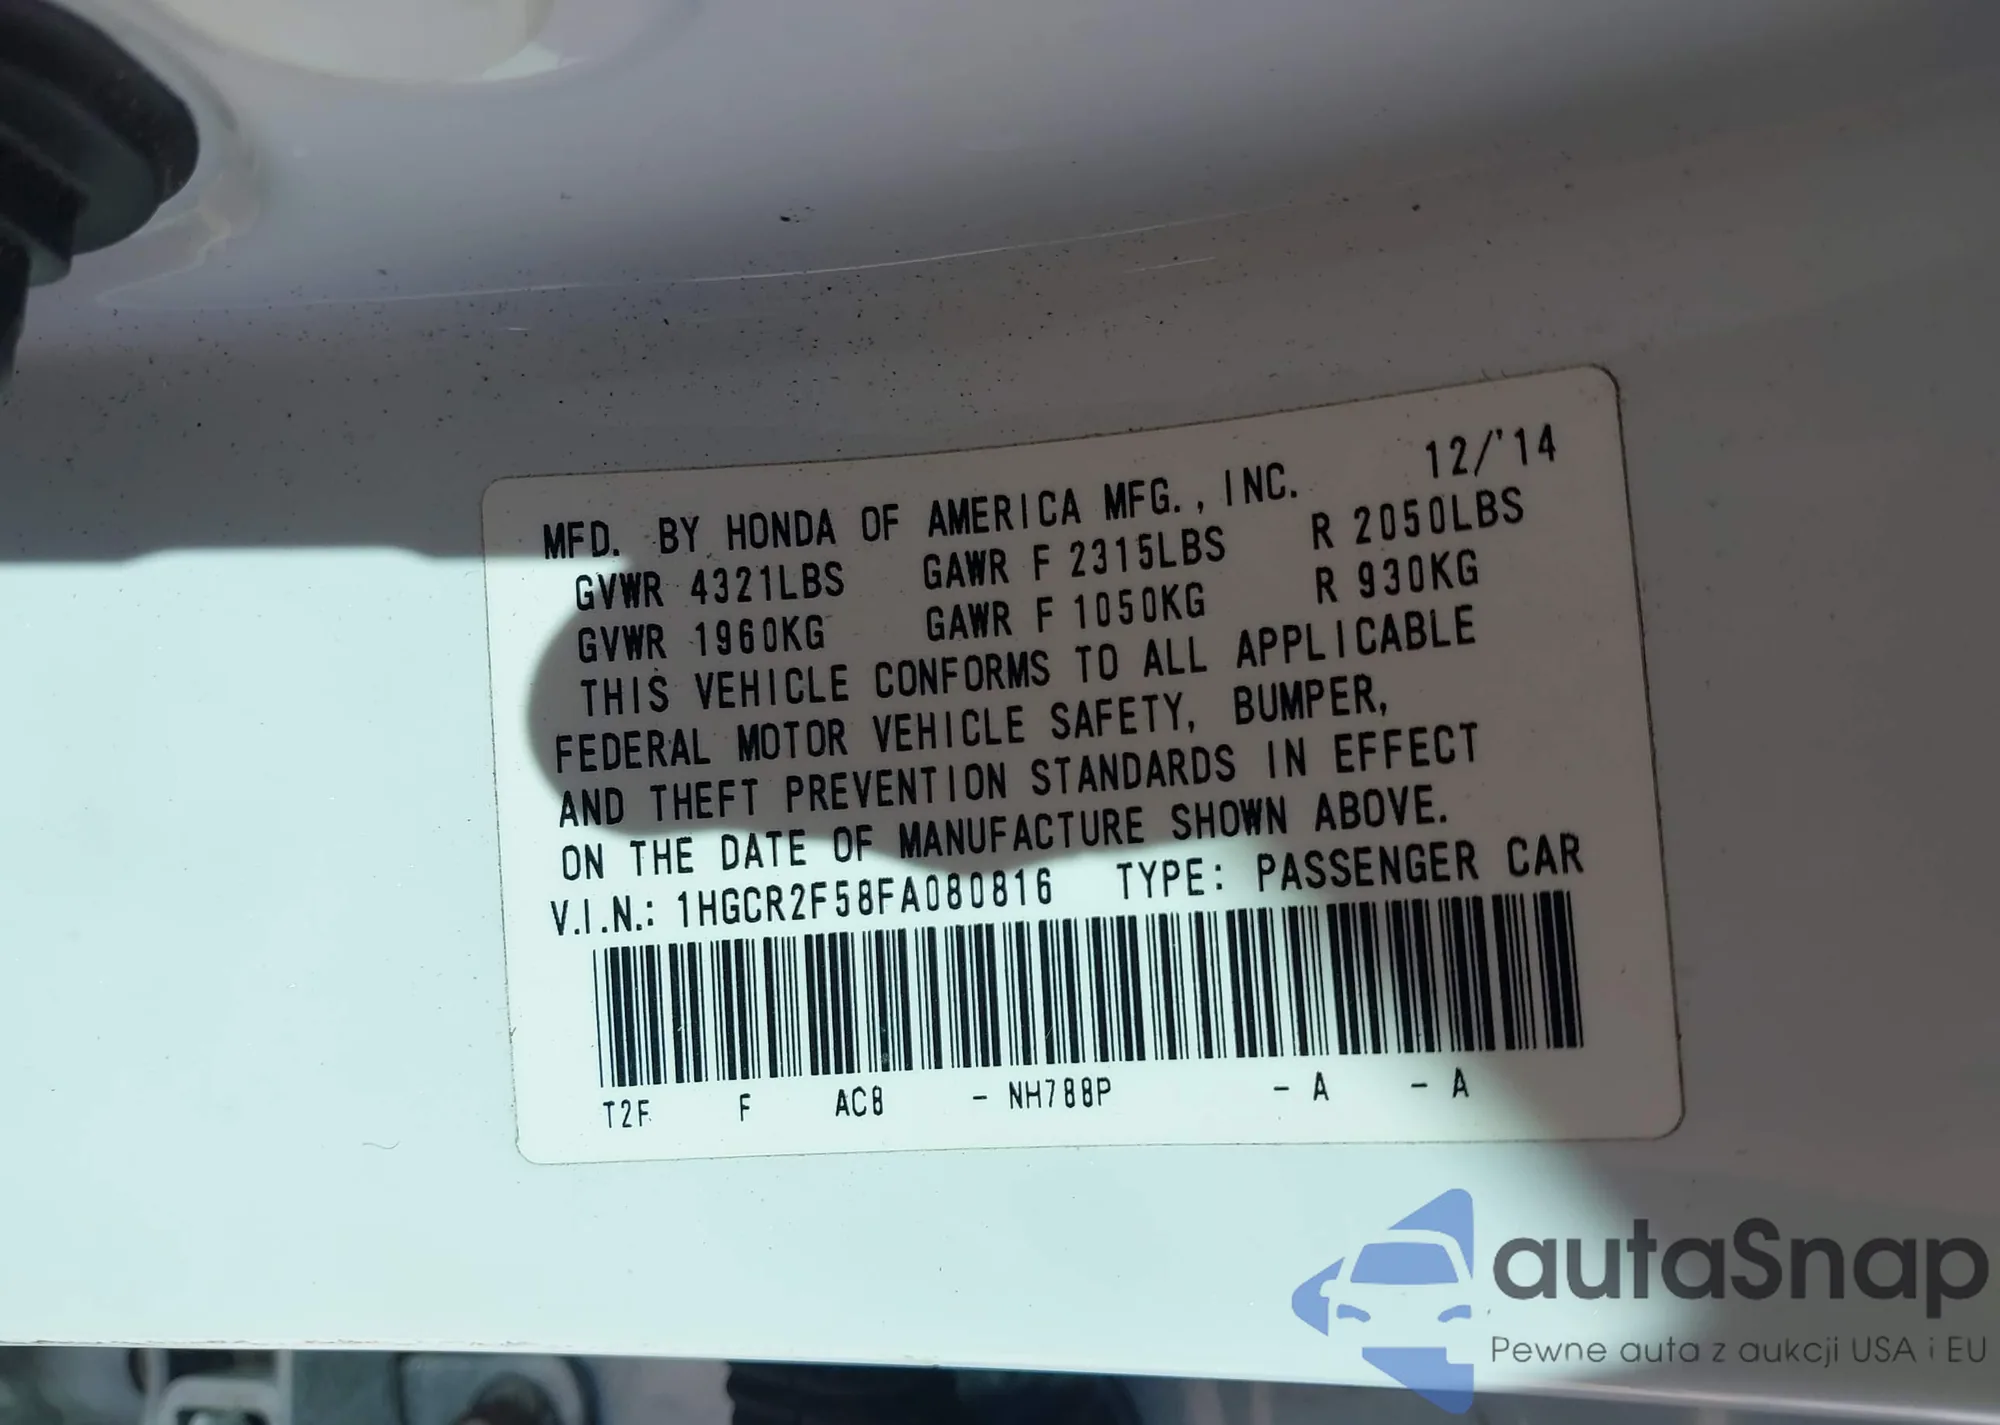 MFD. BY HONDA OF AMERICA MFG., INC. 12/'14
GVWR 4321LBS GAWR F 2315LBS R 2050LBS
GVWR 1960KG GAWR F 1050KG R 930KG
THIS VEHICLE CONFORMS TO ALL APPLICABLE
FEDERAL MOTOR VEHICLE SAFETY, BUMPER,
AND THEFT PREVENTION STANDARDS IN EFFECT
ON THE DATE OF MANUFACTURE SHOWN ABOVE.
V.I.N.: 1HGCR2F58FA080816 TYPE: PASSENGER CAR
T2F F AC8 - NH788P - A - A
autaSnap
Pewne auta z aukcji USA i EU